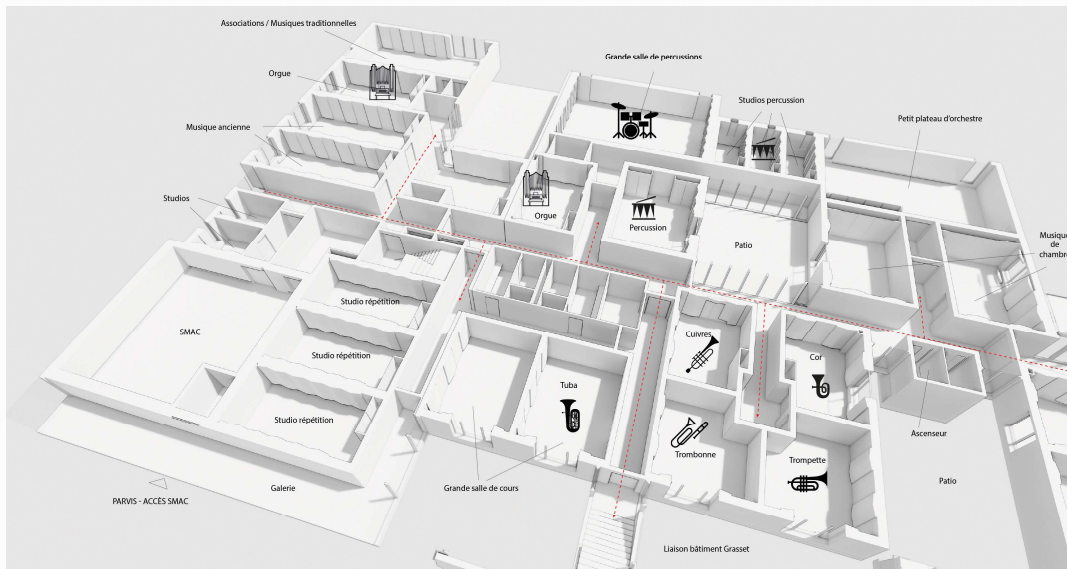 Associations / Musiques traditionnelles
Grande salle de percussions
Orgue
Studios percussion
Petit plateau d'orchestre
Musique ancienne
Studios
Orgue
Percussion
Patio
Musique
de
chambre
Studio répétition
SMAC
Studio répétition
Cuivres
Cor
Tuba
Studio répétition
Ascenseur
Trombonne
Trompette
Galerie
Grande salle de cours
Patio
PARVIS - ACCÈS SMAC
Liaison bâtiment Grasset